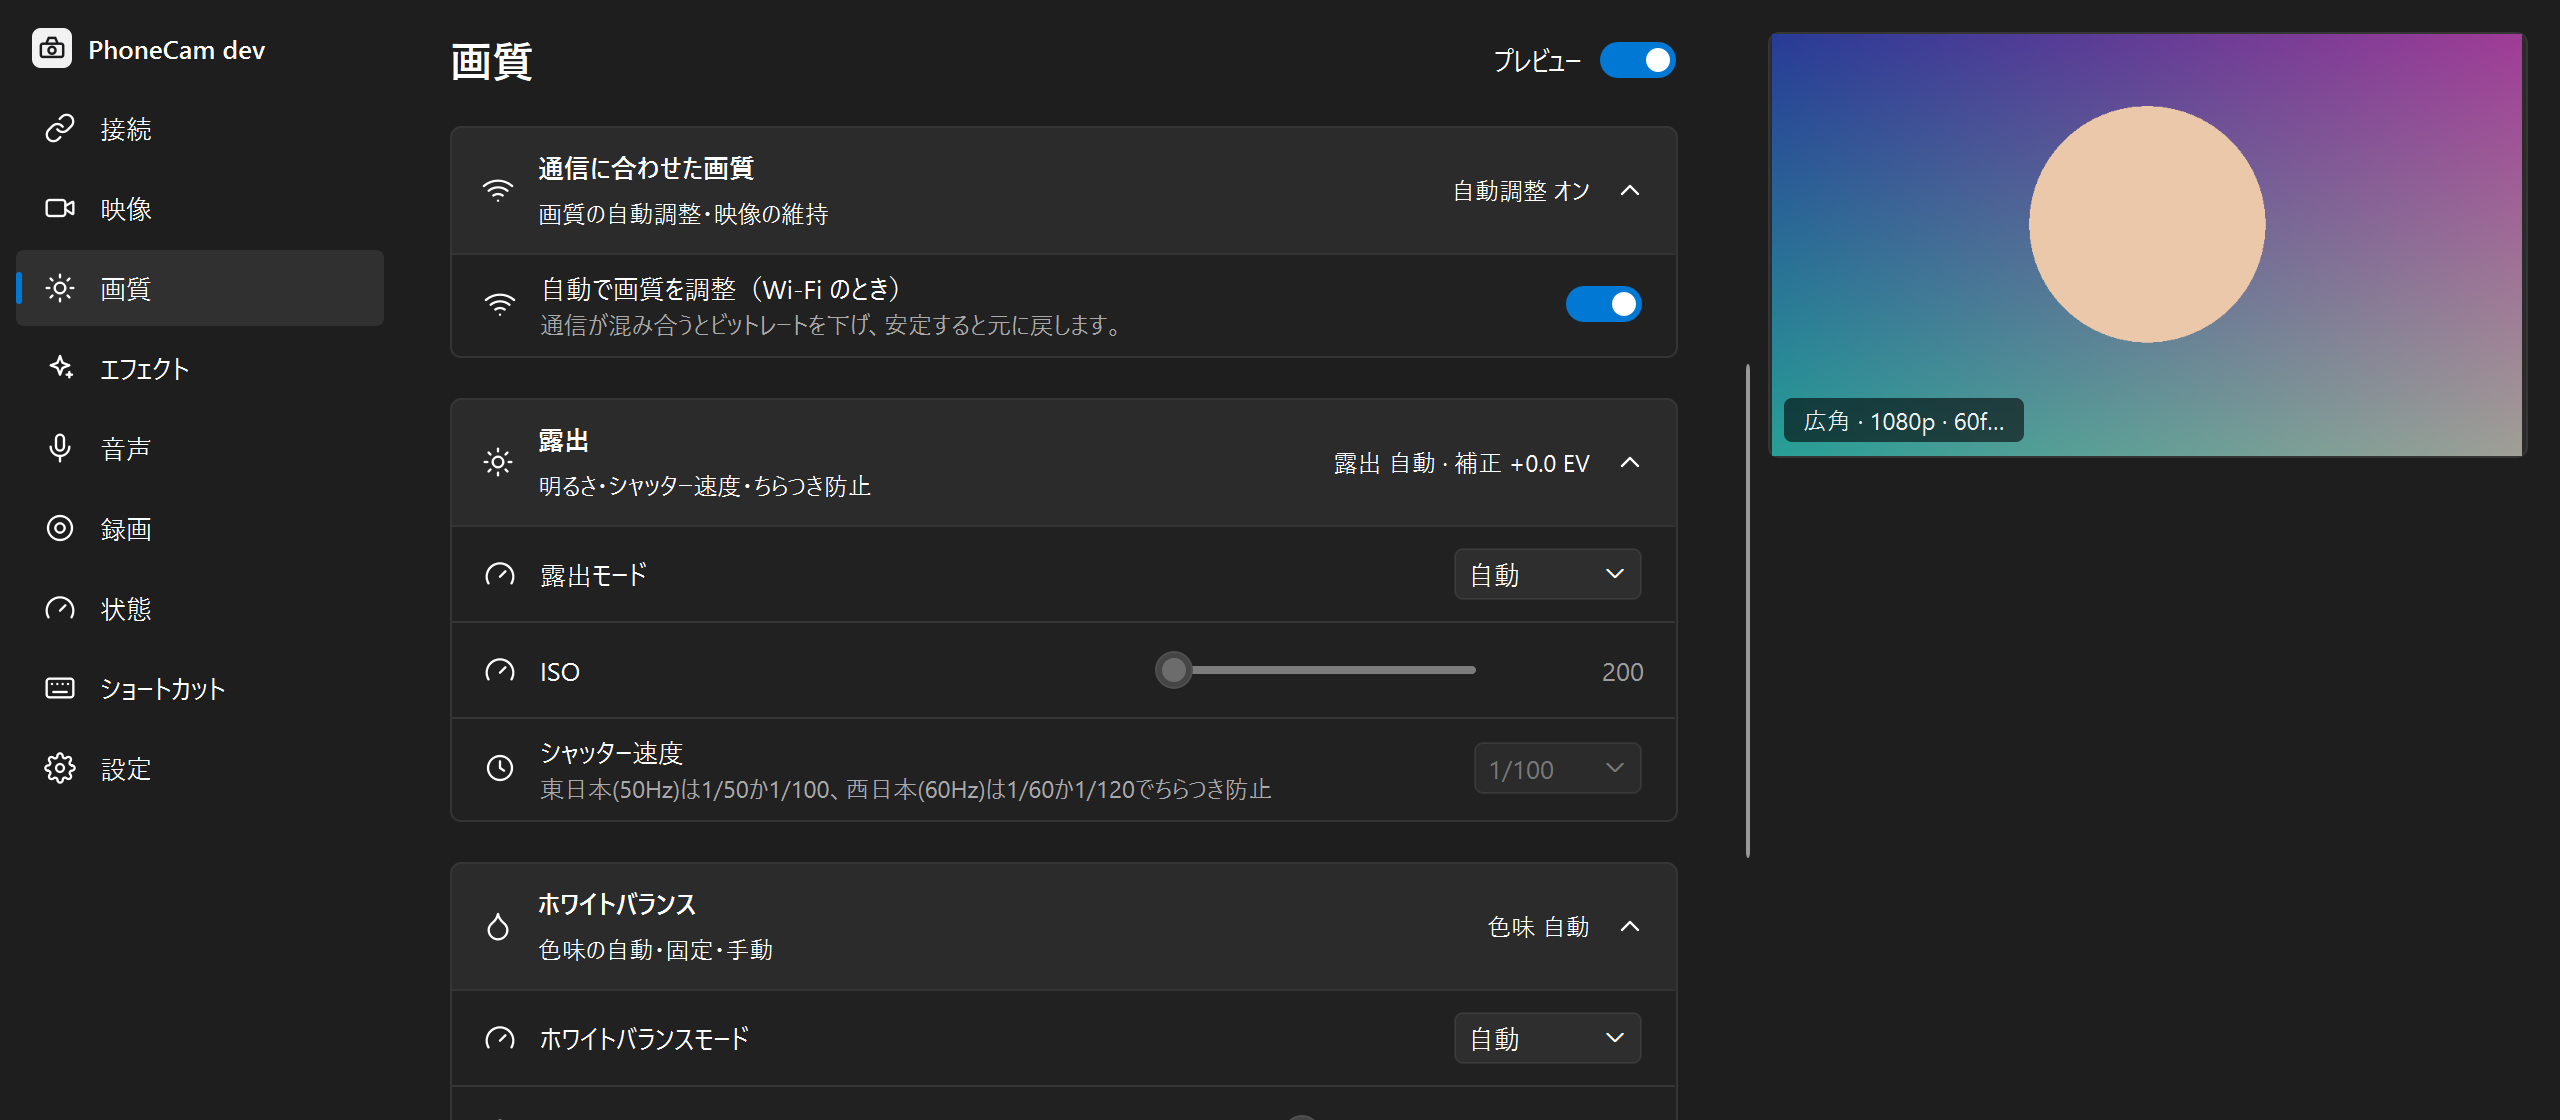 PhoneCam dev
接続
映像
画質
エフェクト
音声
録画
状態
ショートカット
設定
画質
プレビュー
通信に合わせた画質
画質の自動調整・映像の維持
自動調整 オン
自動で画質を調整（Wi-Fi のとき）
通信が混み合うとビットレートを下げ、安定すると元に戻します。
露出
明るさ・シャッター速度・ちらつき防止
露出 自動 · 補正 +0.0 EV
露出モード
自動
ISO
200
シャッター速度
東日本(50Hz)は1/50か1/100、西日本(60Hz)は1/60か1/120でちらつき防止
1/100
ホワイトバランス
色味の自動・固定・手動
色味 自動
ホワイトバランスモード
自動
広角 · 1080p · 60f...